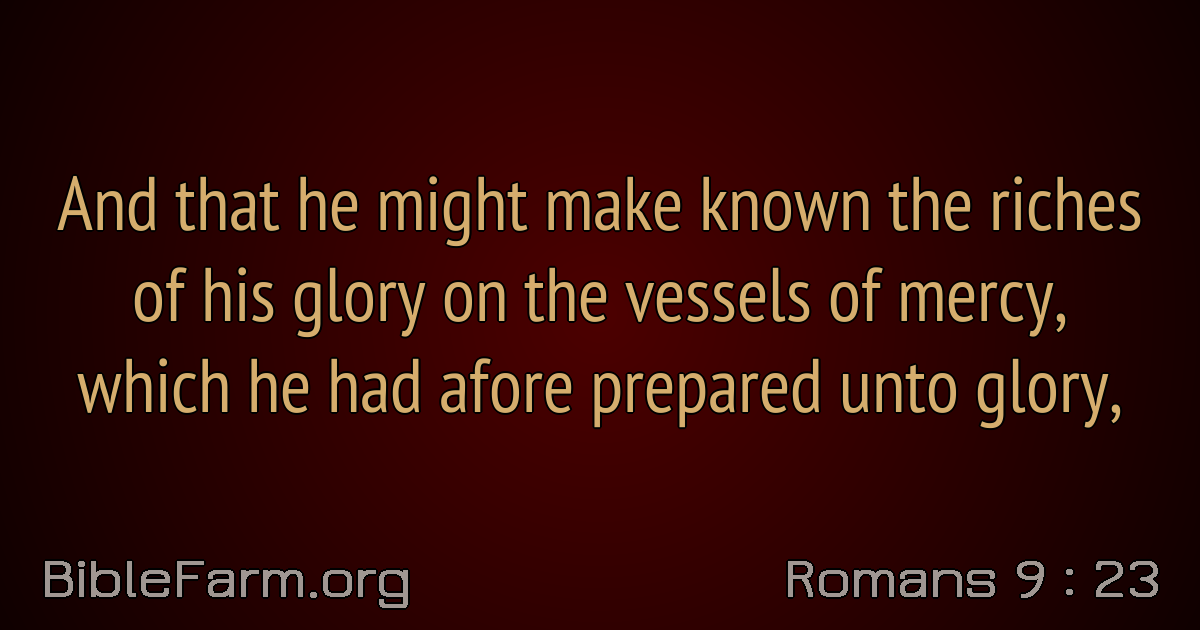 And that he might make known the riches
of his glory on the vessels of mercy,
which he had afore prepared unto glory,
BibleFarm.org
Romans 9 : 23